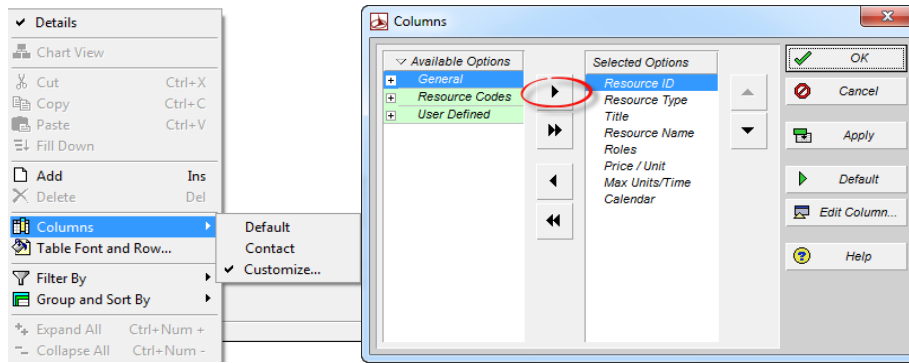 Details
Chart View
Cut Ctrl+X
Copy Ctrl+C
Paste Ctrl+V
Fill Down
Add Ins
Delete Del
Columns
Table Font and Row...
Filter By
Group and Sort By
Expand All Ctrl+Num +
Collapse All Ctrl+Num -
Default
Contact
Customize...
Columns
Available Options
General
Resource Codes
User Defined
Selected Options
Resource ID
Resource Type
Title
Resource Name
Roles
Price / Unit
Max Units/Time
Calendar
OK
Cancel
Apply
Default
Edit Column...
Help